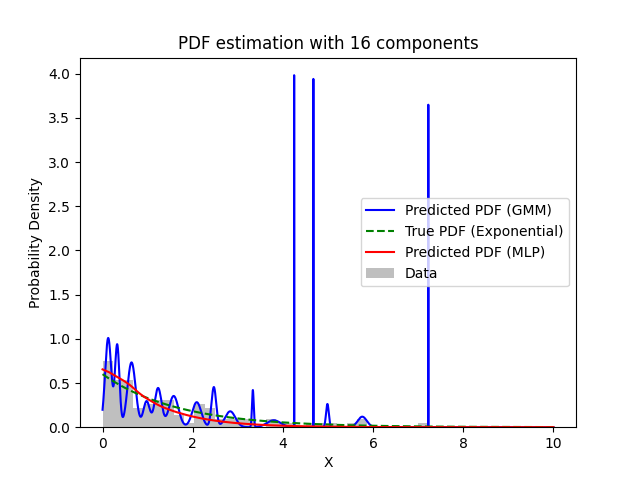 PDF estimation with 16 components
Probability Density
4.0
3.5
3.0
2.5
2.0
1.5
1.0
0.5
0.0
Predicted PDF (GMM)
True PDF (Exponential)
Predicted PDF (MLP)
Data
0 2 4 6 8 10
X